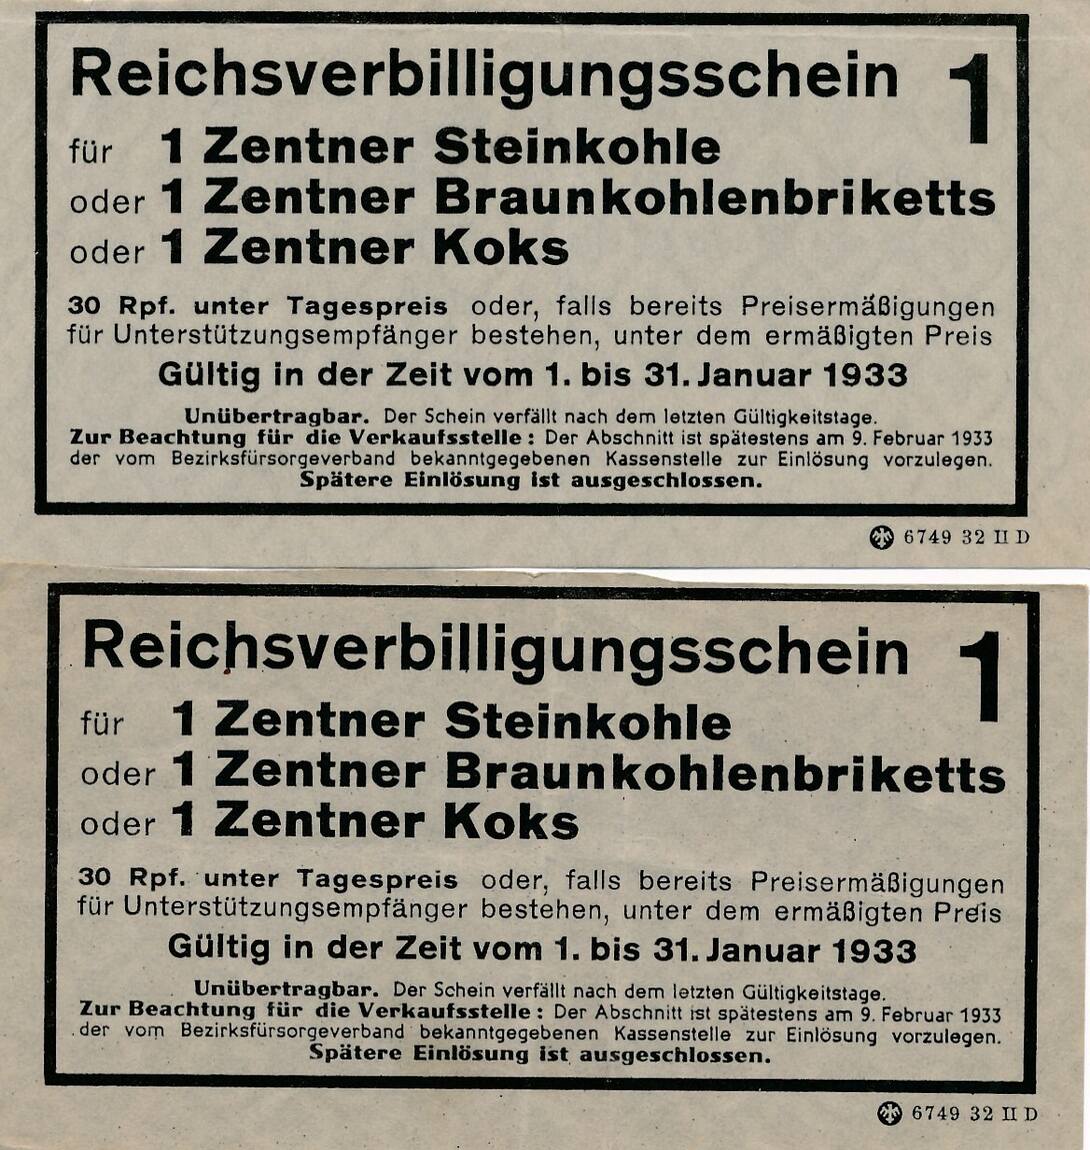 Reichsverbilligungsschein 1
für 1 Zentner Steinkohle
oder 1 Zentner Braunkohlenbriketts
oder 1 Zentner Koks
30 Rpf. unter Tagespreis oder, falls bereits Preisermäßigungen
für Unterstützungsempfänger bestehen, unter dem ermäßigten Preis
Gültig in der Zeit vom 1. bis 31. Januar 1933
Unübertragbar. Der Schein verfällt nach dem letzten Gültigkeitstage.
Zur Beachtung für die Verkaufsstelle: Der Abschnitt ist spätestens am 9. Februar 1933
der vom Bezirksfürsorgeverband bekanntgegebenen Kassenstelle zur Einlösung vorzulegen.
Spätere Einlösung ist ausgeschlossen.
6749 32 II D
Reichsverbilligungsschein 1
für 1 Zentner Steinkohle
oder 1 Zentner Braunkohlenbriketts
oder 1 Zentner Koks
30 Rpf. unter Tagespreis oder, falls bereits Preisermäßigungen
für Unterstützungsempfänger bestehen, unter dem ermäßigten Preis
Gültig in der Zeit vom 1. bis 31. Januar 1933
Unübertragbar. Der Schein verfällt nach dem letzten Gültigkeitstage.
Zur Beachtung für die Verkaufsstelle: Der Abschnitt ist spätestens am 9. Februar 1933
der vom Bezirksfürsorgeverband bekanntgegebenen Kassenstelle zur Einlösung vorzulegen.
Spätere Einlösung ist ausgeschlossen.
6749 32 II D